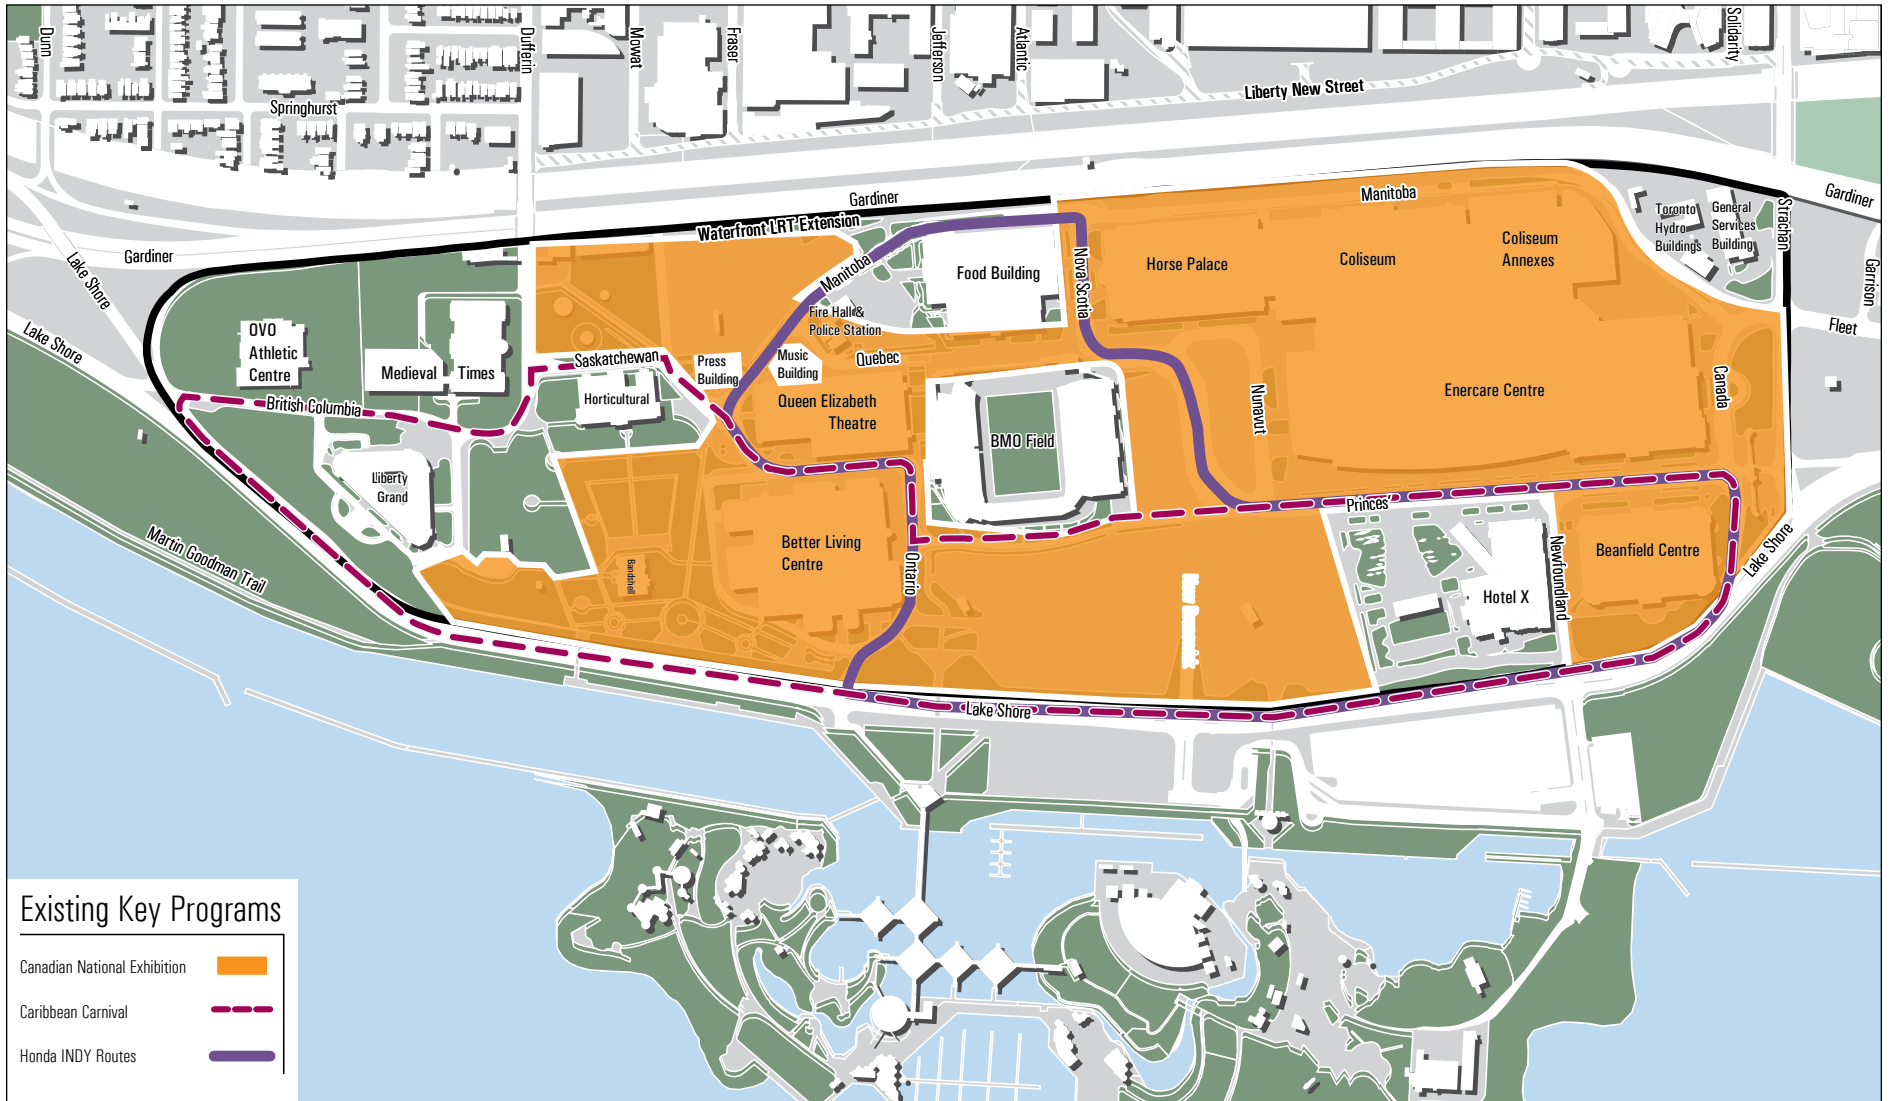 Dunn
Dufferin
Mowat
Fraser
Jefferson
Atlantic
Solidarity
Springhurst
Liberty New Street
Gardiner
Manitoba
Gardiner
Waterfront LRT Extension
Strachan
Toronto
Hydro
Buildings
General
Services
Building
Gardiner
Lake Shore
Lake Shore
Manitoba
Food Building
Nova Scotia
Horse Palace
Coliseum
Coliseum
Annexes
Garrison
Fleet
Fire Hall &
Police Station
OVO
Athletic
Centre
Medieval
Times
Saskatchewan
Press
Building
Music
Building
Quebec
Horticultural
Queen Elizabeth
Theatre
British Columbia
BMO Field
Nunavut
Enercare Centre
Canada
Liberty
Grand
Princes'
Martin Goodman Trail
Bandshell
Better Living
Centre
Ontario
Hotel X
Newfoundland
Beanfield Centre
Lake Shore
Lake Shore
Existing Key Programs
Canadian National Exhibition
Caribbean Carnival
Honda INDY Routes